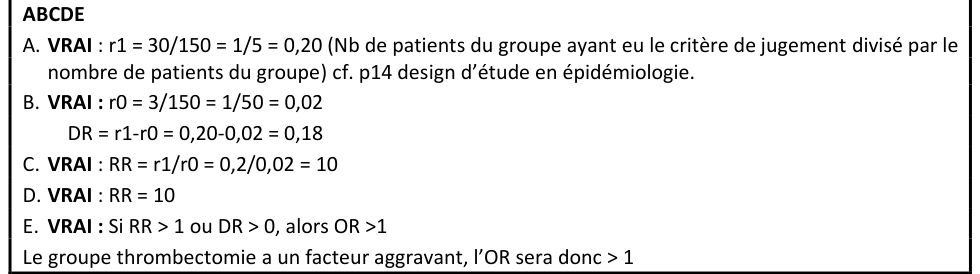 ABCDE
A. VRAI : r1 = 30/150 = 1/5 = 0,20 (Nb de patients du groupe ayant eu le critère de jugement divisé par le
nombre de patients du groupe) cf. p14 design d’étude en épidémiologie.
B. VRAI : r0 = 3/150 = 1/50 = 0,02
DR = r1-r0 = 0,20-0,02 = 0,18
C. VRAI : RR = r1/r0 = 0,2/0,02 = 10
D. VRAI : RR = 10
E. VRAI : Si RR > 1 ou DR > 0, alors OR >1
Le groupe thrombectomie a un facteur aggravant, l’OR sera donc > 1